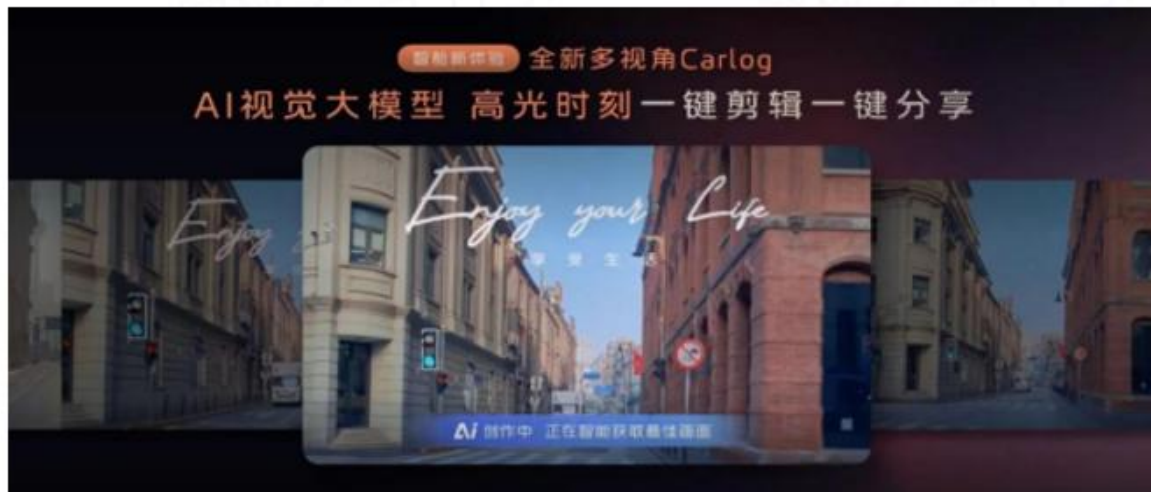 智舱新体验 全新多视角Carlog
AI视觉大模型 高光时刻一键剪辑一键分享
Enjoy
Enjoy your Life
享受生活
Ai 创作中 正在智能获取最佳画面